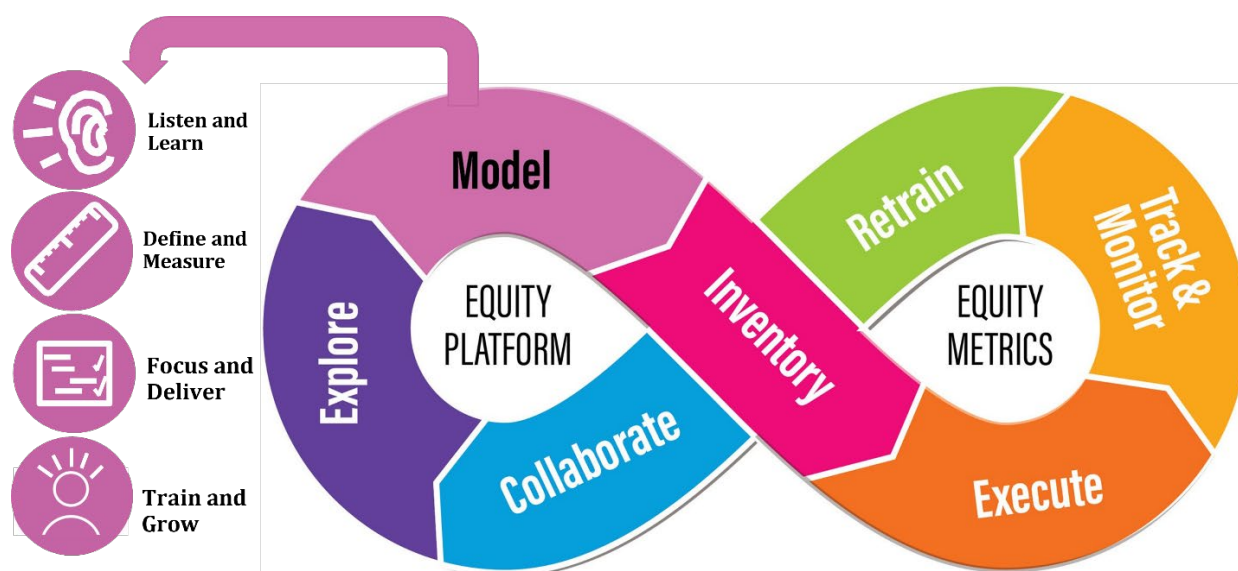 Listen and
Learn
Define and
Measure
Focus and
Deliver
Train and
Grow
Model
Explore
EQUITY
PLATFORM
Collaborate
Inventory
Retrain
Track &
Monitor
EQUITY
METRICS
Execute